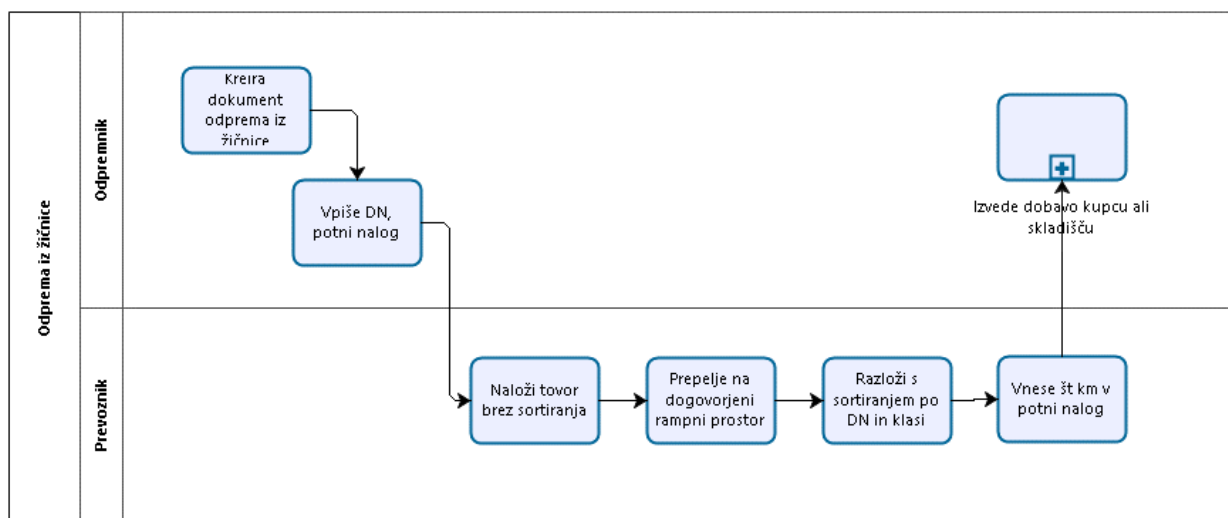 Odprema iz žičnice
Odpremnik
Kreira
dokument
odprema iz
žičnice
Vpiše DN,
potni nalog
Izvede dobavo kupcu ali
skladišču
Prevoznik
Naloži tovor
brez sortiranja
Prepelje na
dogovorjeni
rampni prostor
Razloži s
sortiranjem po
DN in klasi
Vnese št km v
potni nalog